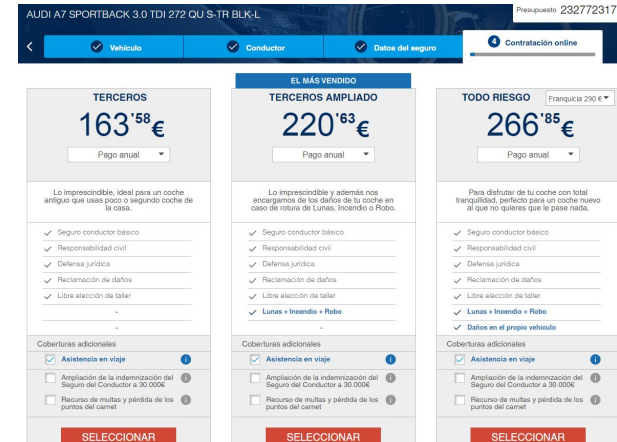 AUDI A7 SPORTBACK 3.0 TDI 272 QU S-TR BLK-L
Presupuesto 232772317
Vehículo
Conductor
Datos del seguro
4 Contratación online
TERCEROS
163'58€
Pago anual
Lo imprescindible, ideal para un coche
antiguo que usas poco o segundo coche de
la casa.
Seguro conductor básico
Responsabilidad civil
Defensa jurídica
Reclamación de daños
Libre elección de taller
-
-
Coberturas adicionales
Asistencia en viaje
Ampliación de la indemnización del
Seguro del Conductor a 30.000€
Recurso de multas y pérdida de los
puntos del carnet
SELECCIONAR
EL MÁS VENDIDO
TERCEROS AMPLIADO
220'63€
Pago anual
Lo imprescindible y además nos
encargamos de los daños de tu coche en
caso de rotura de Lunas, Incendio o Robo.
Seguro conductor básico
Responsabilidad civil
Defensa jurídica
Reclamación de daños
Libre elección de taller
Lunas + Incendio + Robo
-
Coberturas adicionales
Asistencia en viaje
Ampliación de la indemnización del
Seguro del Conductor a 30.000€
Recurso de multas y pérdida de los
puntos del carnet
SELECCIONAR
TODO RIESGO
Franquicia 290 €
266'85€
Pago anual
Para disfrutar de tu coche con total
tranquilidad, perfecto para un coche nuevo
al que no quieres que le pase nada.
Seguro conductor básico
Responsabilidad civil
Defensa jurídica
Reclamación de daños
Libre elección de taller
Lunas + Incendio + Robo
Daños en el propio vehículo
Coberturas adicionales
Asistencia en viaje
Ampliación de la indemnización del
Seguro del Conductor a 30.000€
Recurso de multas y pérdida de los
puntos del carnet
SELECCIONAR